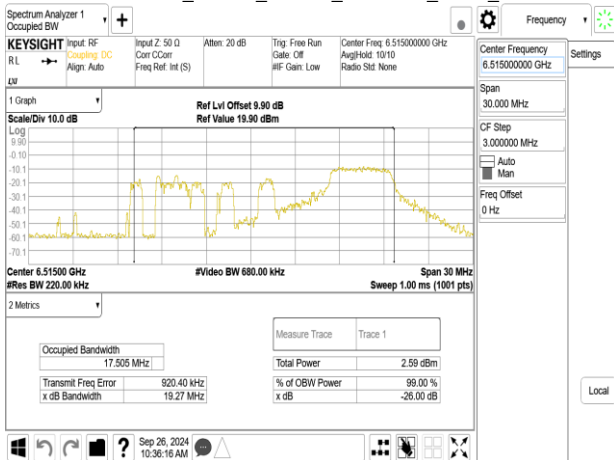 Spectrum Analyzer 1
Occupied BW
+
Frequency
KEYSIGHT
RL
LXI
Input: RF
Coupling: DC
Align: Auto
Input Z: 50 Ω
Corr CCorr
Freq Ref: Int (S)
Atten: 20 dB
Trig: Free Run
Gate: Off
#IF Gain: Low
Center Freq: 6.515000000 GHz
Avg|Hold: 10/10
Radio Std: None
Center Frequency
6.515000000 GHz
Settings
Span
30.000 MHz
CF Step
3.000000 MHz
Auto
Man
Freq Offset
0 Hz
Local
1 Graph
Scale/Div 10.0 dB
Ref Lvl Offset 9.90 dB
Ref Value 19.90 dBm
Log
9.90
-0.10
-10.1
-20.1
-30.1
-40.1
-50.1
-60.1
-70.1
Center 6.51500 GHz
#Video BW 680.00 kHz
Span 30 MHz
#Res BW 220.00 kHz
Sweep 1.00 ms (1001 pts)
2 Metrics
Measure Trace Trace 1
Occupied Bandwidth
17.505 MHz
Total Power 2.59 dBm
Transmit Freq Error 920.40 kHz
% of OBW Power 99.00 %
x dB Bandwidth 19.27 MHz
x dB -26.00 dB
?
Sep 26, 2024
10:36:16 AM